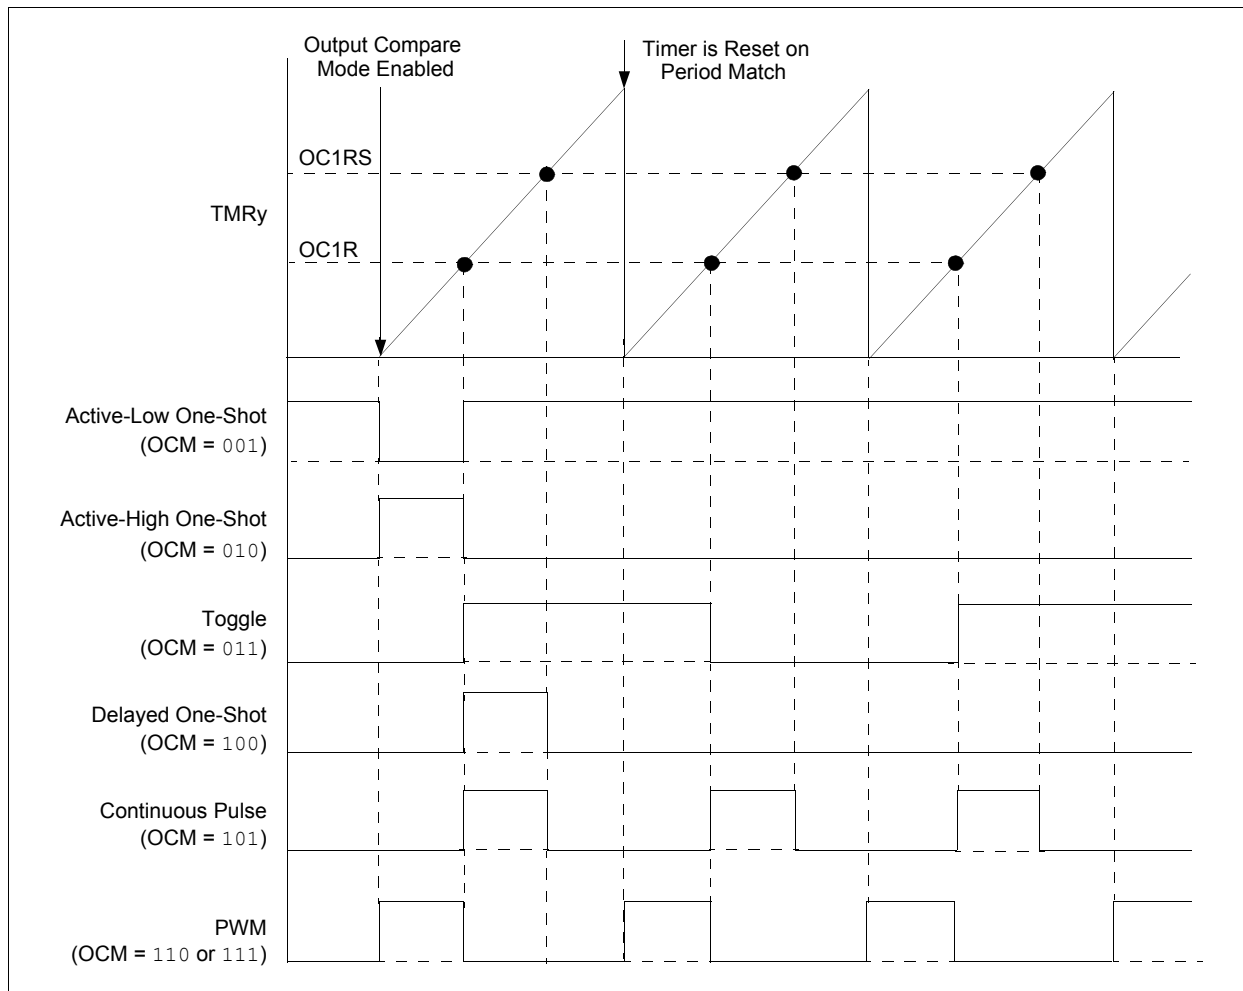 Output Compare
Mode Enabled
Timer is Reset on
Period Match
OC1RS
TMRy
OC1R
Active-Low One-Shot
(OCM = 001)
Active-High One-Shot
(OCM = 010)
Toggle
(OCM = 011)
Delayed One-Shot
(OCM = 100)
Continuous Pulse
(OCM = 101)
PWM
(OCM = 110 or 111)